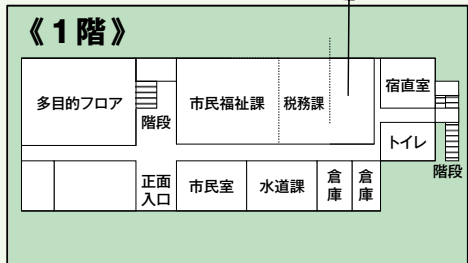 《1階》
多目的フロア
階段
市民福祉課
税務課
宿直室
トイレ
階段
正面
入口
市民室
水道課
倉庫
倉庫